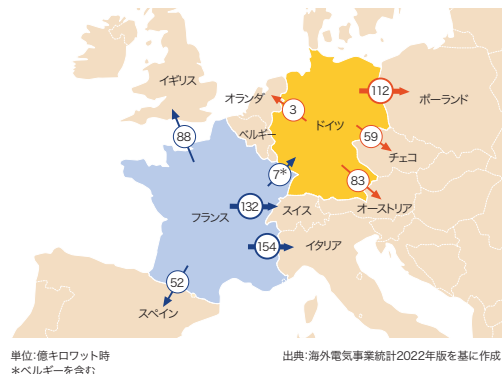 イギリス
オランダ
112
ポーランド
3
ドイツ
ベルギー
59
88
チェコ
7*
83
オーストリア
フランス
132
スイス
154
イタリア
52
スペイン
単位:億キロワット時
*ベルギーを含む
出典:海外電気事業統計2022年版を基に作成